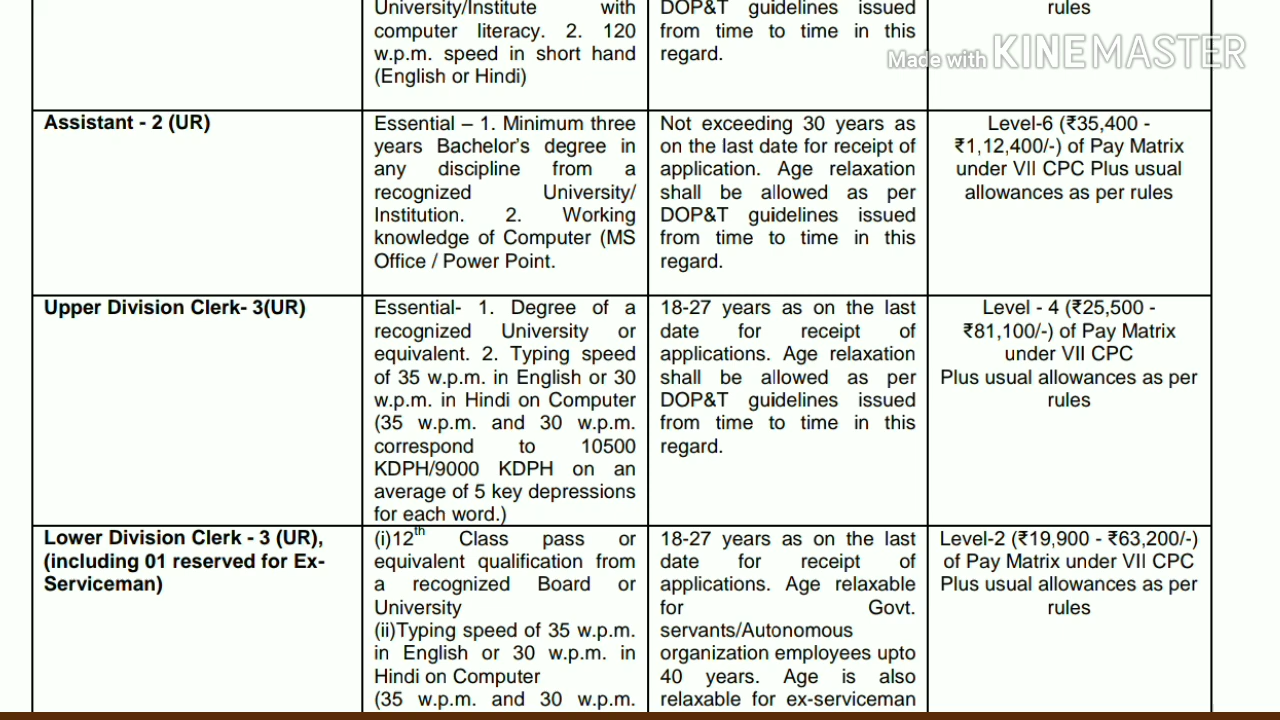 University/Institute with
computer literacy. 2. 120
w.p.m. speed in short hand
(English or Hindi)
DOP&T guidelines issued
from time to time in this
regard.
rules
Made with KINEMASTER
Assistant - 2 (UR)
Essential – 1. Minimum three
years Bachelor's degree in
any discipline from a
recognized University/
Institution. 2. Working
knowledge of Computer (MS
Office / Power Point.
Not exceeding 30 years as
on the last date for receipt of
application. Age relaxation
shall be allowed as per
DOP&T guidelines issued
from time to time in this
regard.
Level-6 (₹35,400 -
₹1,12,400/-) of Pay Matrix
under VII CPC Plus usual
allowances as per rules
Upper Division Clerk- 3(UR)
Essential- 1. Degree of a
recognized University or
equivalent. 2. Typing speed
of 35 w.p.m. in English or 30
w.p.m. in Hindi on Computer
(35 w.p.m. and 30 w.p.m.
correspond to 10500
KDPH/9000 KDPH on an
average of 5 key depressions
for each word.)
18-27 years as on the last
date for receipt of
applications. Age relaxation
shall be allowed as per
DOP&T guidelines issued
from time to time in this
regard.
Level - 4 (₹25,500 -
₹81,100/-) of Pay Matrix
under VII CPC
Plus usual allowances as per
rules
Lower Division Clerk - 3 (UR),
(including 01 reserved for Ex-
Serviceman)
(i)12th Class pass or
equivalent qualification from
a recognized Board or
University
(ii)Typing speed of 35 w.p.m.
in English or 30 w.p.m. in
Hindi on Computer
(35 w.p.m. and 30 w.p.m.
18-27 years as on the last
date for receipt of
applications. Age relaxable
for Govt.
servants/Autonomous
organization employees upto
40 years. Age is also
relaxable for ex-serviceman
Level-2 (₹19,900 - ₹63,200/-)
of Pay Matrix under VII CPC
Plus usual allowances as per
rules